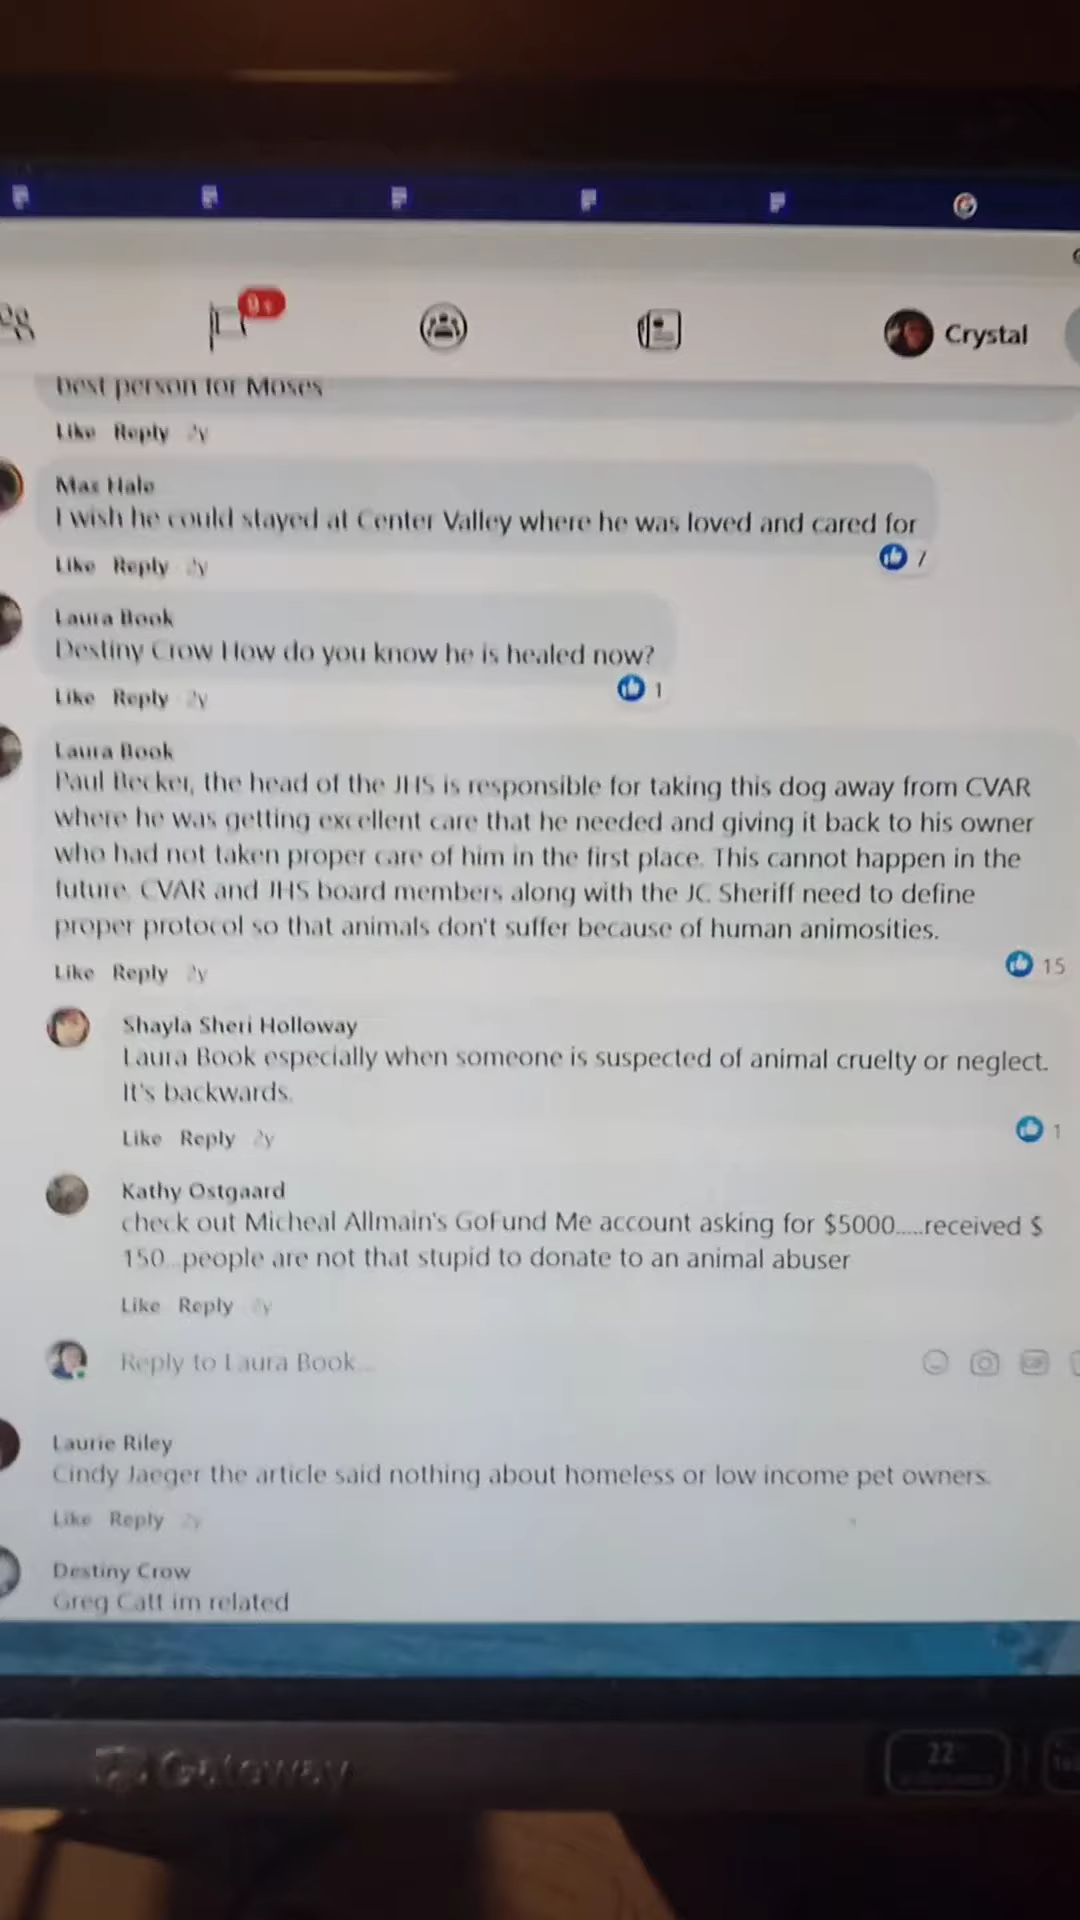 9+
Crystal
best person for Moses
Like Reply 2y
Max Hale
I wish he could stayed at Center Valley where he was loved and cared for
7
Like Reply 2y
Laura Book
Destiny Crow How do you know he is healed now?
1
Like Reply 2y
Laura Book
Paul Becker, the head of the JHS is responsible for taking this dog away from CVAR
where he was getting excellent care that he needed and giving it back to his owner
who had not taken proper care of him in the first place. This cannot happen in the
future. CVAR and JHS board members along with the JC Sheriff need to define
proper protocol so that animals don't suffer because of human animosities.
15
Like Reply 2y
Shayla Sheri Holloway
Laura Book especially when someone is suspected of animal cruelty or neglect.
It's backwards.
Like Reply 2y
1
Kathy Ostgaard
check out Micheal Allmain's GoFund Me account asking for $5000.....received $
150...people are not that stupid to donate to an animal abuser
Like Reply 2y
Reply to Laura Book...
GIF
Laurie Riley
Cindy Jaeger the article said nothing about homeless or low income pet owners.
Like Reply 2y
Destiny Crow
Greg Catt im related
Gateway
22"